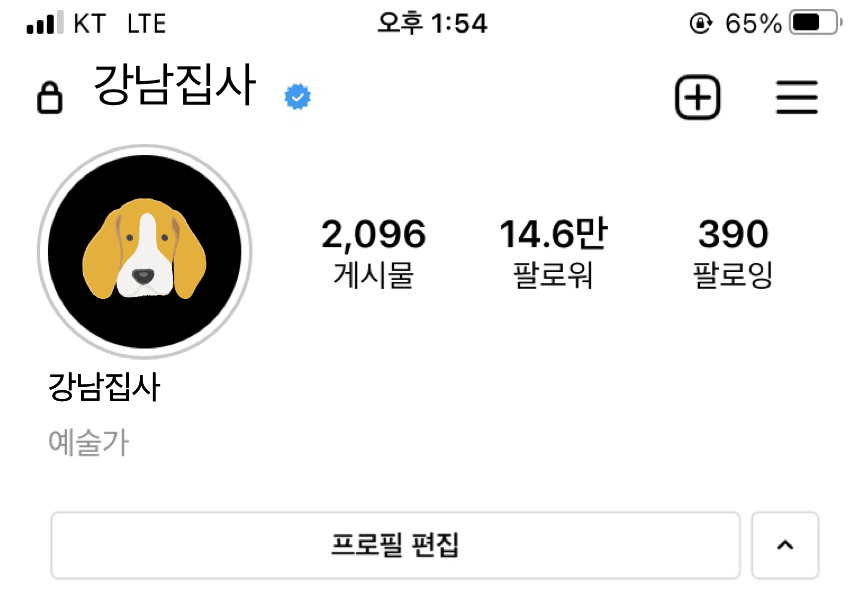 KT LTE 오후 1:54 65%
강남집사
2,096 14.6만 390
게시물 팔로워 팔로잉
강남집사
예술가
프로필 편집